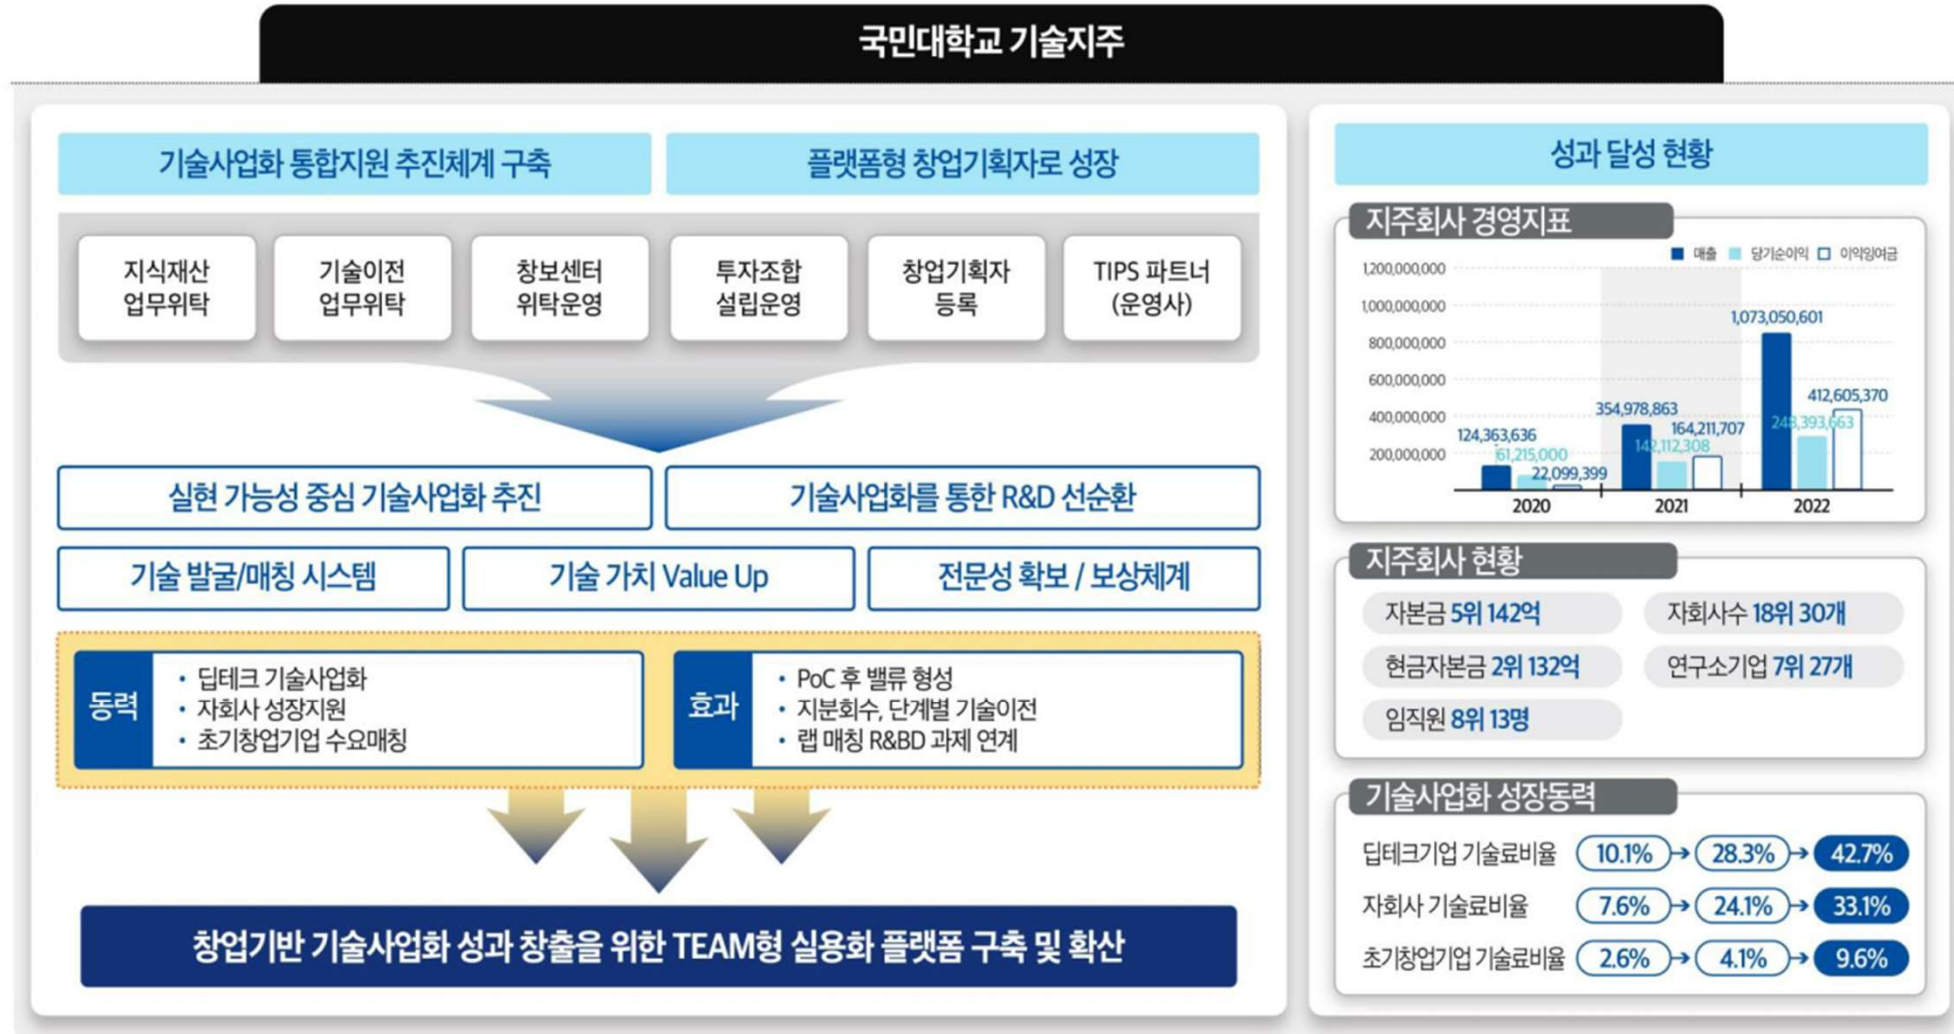 국민대학교 기술지주
기술사업화 통합지원 추진체계 구축
플랫폼형 창업기획자로 성장
지식재산
업무위탁
기술이전
업무위탁
창보센터
위탁운영
투자조합
설립운영
창업기획자
등록
TIPS 파트너
(운영사)
실현 가능성 중심 기술사업화 추진
기술사업화를 통한 R&D 선순환
기술 발굴/매칭 시스템
기술 가치 Value Up
전문성 확보 / 보상체계
동력
• 딥테크 기술사업화
• 자회사 성장지원
• 초기창업기업 수요매칭
효과
• PoC 후 밸류 형성
• 지분회수, 단계별 기술이전
• 랩 매칭 R&BD 과제 연계
창업기반 기술사업화 성과 창출을 위한 TEAM형 실용화 플랫폼 구축 및 확산
성과 달성 현황
지주회사 경영지표
매출 당기순이익 이익잉여금
1,200,000,000
1,000,000,000
800,000,000
600,000,000
400,000,000
200,000,000
124,363,636
61,215,000
22,099,399
354,978,863
142,112,308
164,211,707
1,073,050,601
248,393,663
412,605,370
2020 2021 2022
지주회사 현황
자본금 5위 142억
자회사수 18위 30개
현금자본금 2위 132억
연구소기업 7위 27개
임직원 8위 13명
기술사업화 성장동력
딥테크기업 기술료비율 10.1% → 28.3% → 42.7%
자회사 기술료비율 7.6% → 24.1% → 33.1%
초기창업기업 기술료비율 2.6% → 4.1% → 9.6%